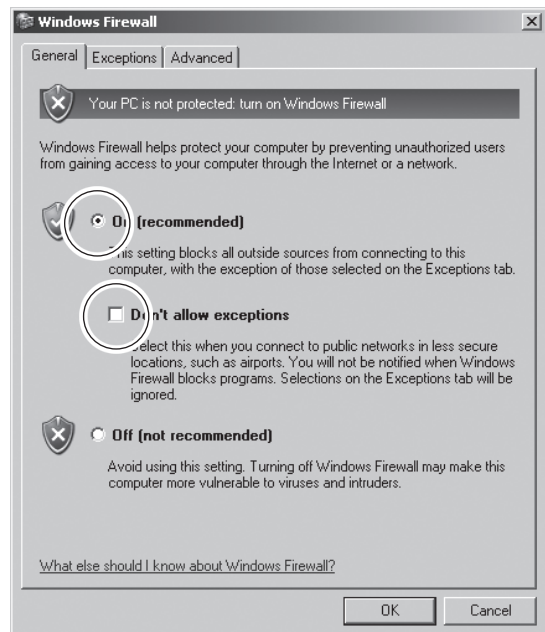 Windows Firewall
General Exceptions Advanced
Your PC is not protected: turn on Windows Firewall
Windows Firewall helps protect your computer by preventing unauthorized users
from gaining access to your computer through the Internet or a network.
On (recommended)
This setting blocks all outside sources from connecting to this
computer, with the exception of those selected on the Exceptions tab.
Don't allow exceptions
Select this when you connect to public networks in less secure
locations, such as airports. You will not be notified when Windows
Firewall blocks programs. Selections on the Exceptions tab will be
ignored.
Off (not recommended)
Avoid using this setting. Turning off Windows Firewall may make this
computer more vulnerable to viruses and intruders.
What else should I know about Windows Firewall?
OK Cancel